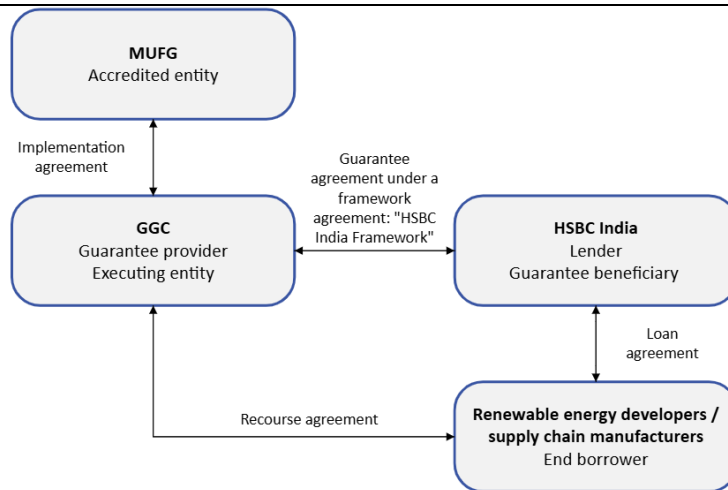 MUFG
Accredited entity
Implementation
agreement
Guarantee
agreement under a
framework
agreement: "HSBC
India Framework"
GGC
Guarantee provider
Executing entity
HSBC India
Lender
Guarantee beneficiary
Loan
agreement
Recourse agreement
Renewable energy developers /
supply chain manufacturers
End borrower